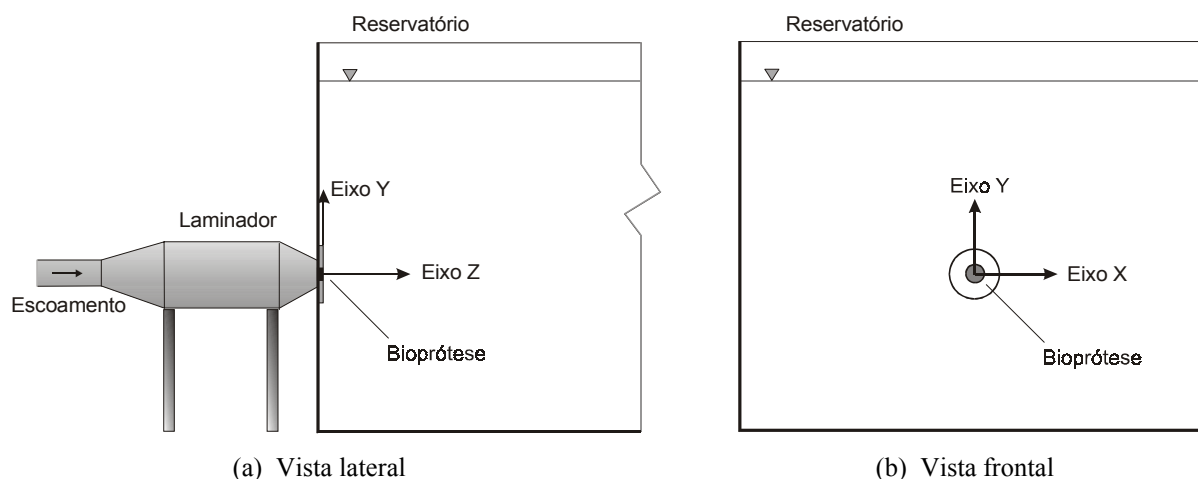 Reservatório
Eixo Y
Laminador
Eixo Z
Escoamento
Bioprótese
(a) Vista lateral
Reservatório
Eixo Y
Eixo X
Bioprótese
(b) Vista frontal